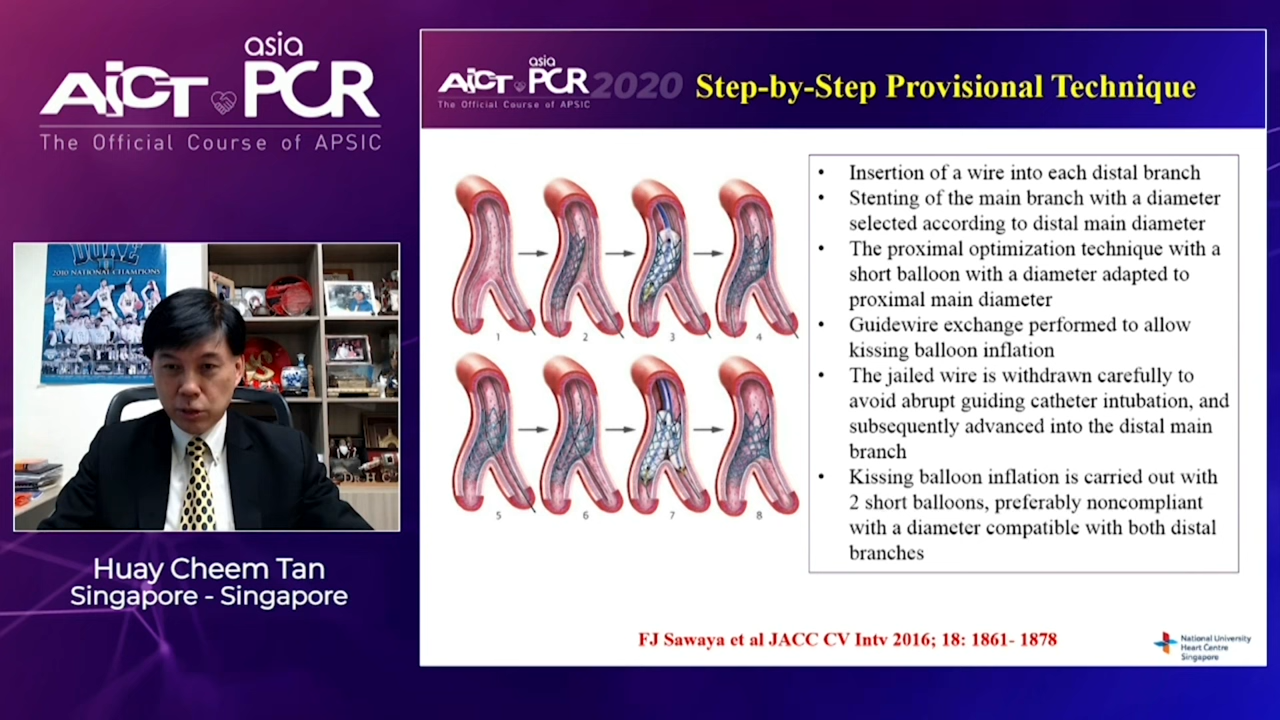 asia
AICT PCR
The Official Course of APSIC
DUKE
2010 NATIONAL CHAMPIONS
Huay Cheem Tan
Singapore - Singapore
asia
AICT PCR 2020
The Official Course of APSIC
Step-by-Step Provisional Technique
1 2 3 4
5 6 7 8
• Insertion of a wire into each distal branch
• Stenting of the main branch with a diameter
selected according to distal main diameter
• The proximal optimization technique with a
short balloon with a diameter adapted to
proximal main diameter
• Guidewire exchange performed to allow
kissing balloon inflation
• The jailed wire is withdrawn carefully to
avoid abrupt guiding catheter intubation, and
subsequently advanced into the distal main
branch
• Kissing balloon inflation is carried out with
2 short balloons, preferably noncompliant
with a diameter compatible with both distal
branches
FJ Sawaya et al JACC CV Intv 2016; 18: 1861- 1878
National University
Heart Centre
Singapore